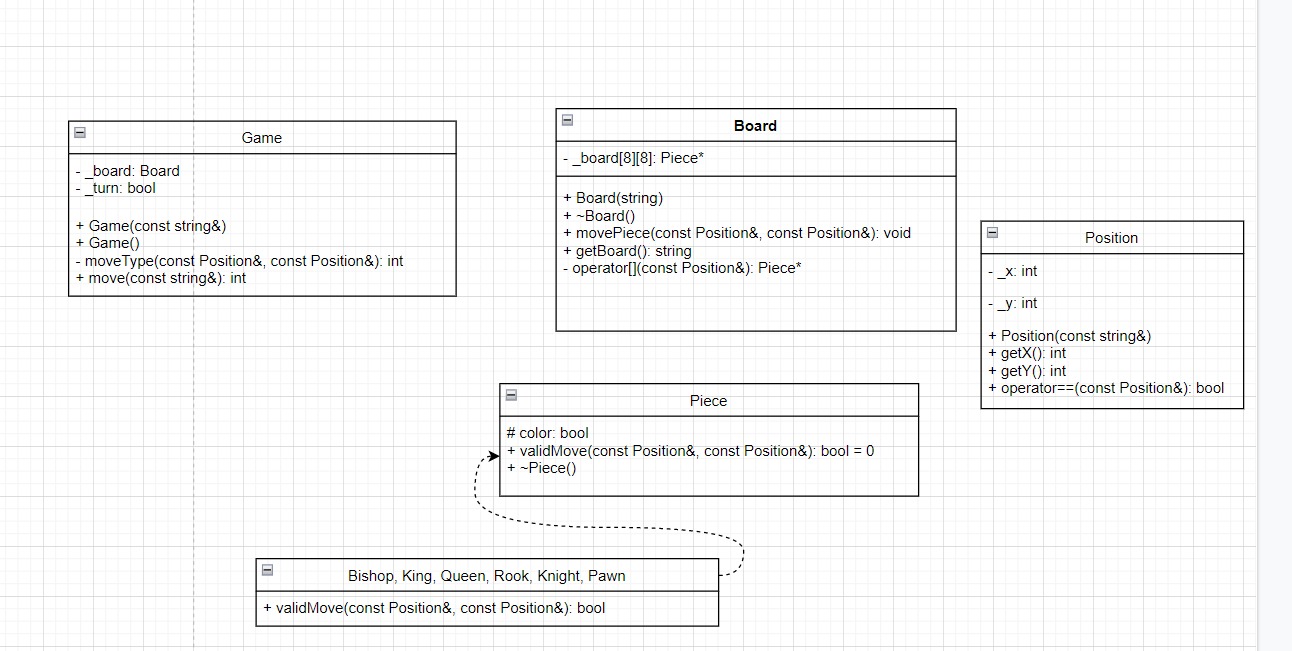 Game
- _board: Board
- _turn: bool
+ Game(const string&)
+ Game()
- moveType(const Position&, const Position&): int
+ move(const string&): int
Board
- _board[8][8]: Piece*
+ Board(string)
+ ~Board()
+ movePiece(const Position&, const Position&): void
+ getBoard(): string
- operator[](const Position&): Piece*
Position
- _x: int
- _y: int
+ Position(const string&)
+ getX(): int
+ getY(): int
+ operator==(const Position&): bool
Piece
# color: bool
+ validMove(const Position&, const Position&): bool = 0
+ ~Piece()
Bishop, King, Queen, Rook, Knight, Pawn
+ validMove(const Position&, const Position&): bool